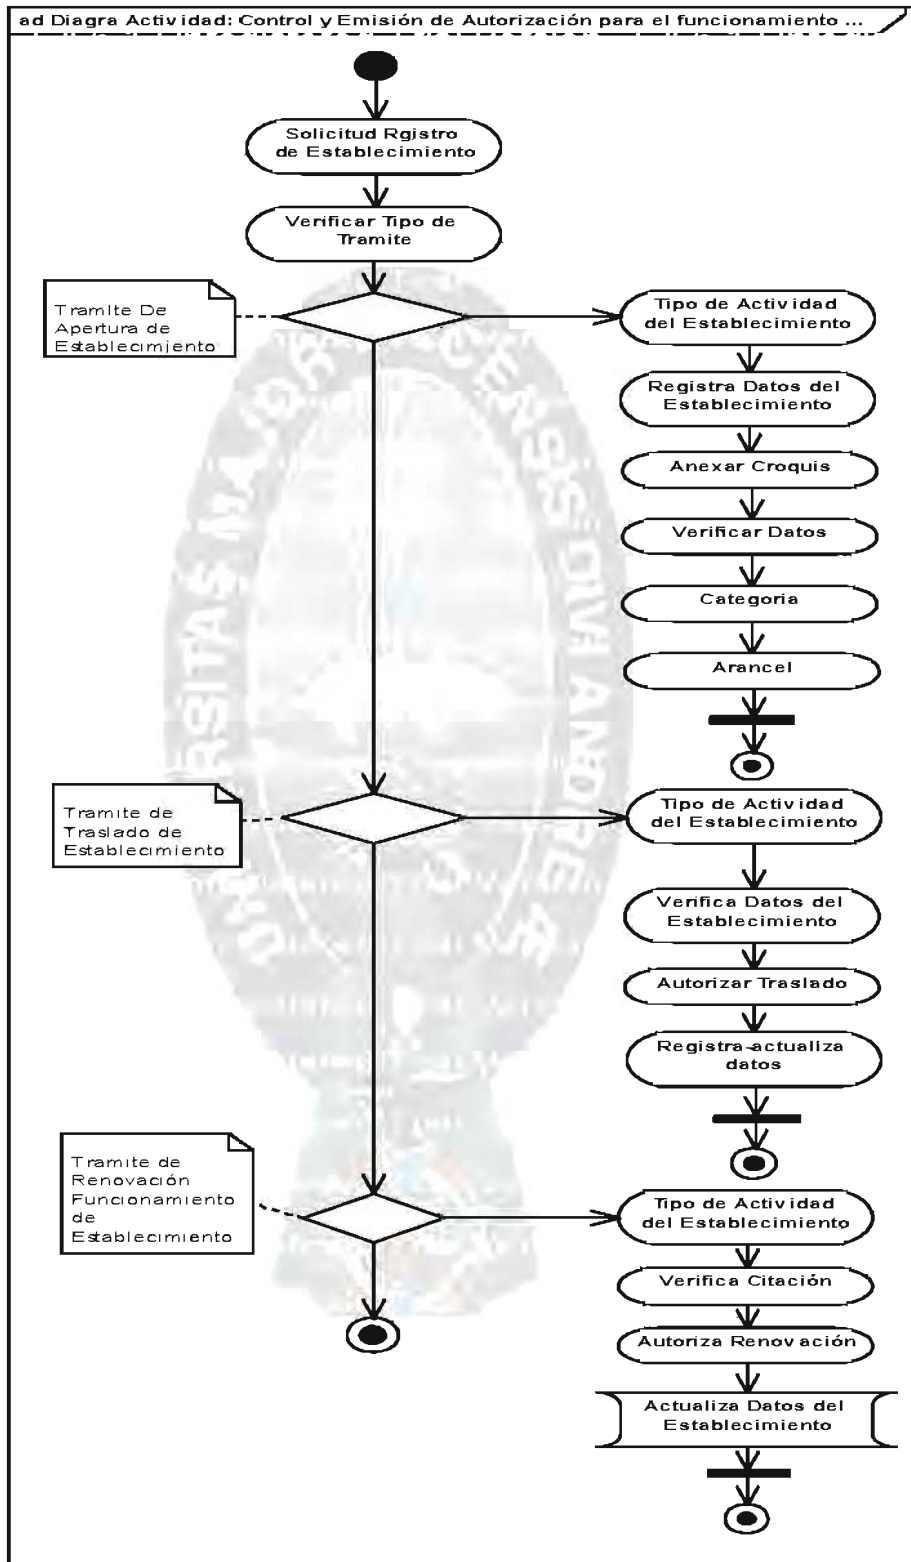 ad Diagra Actividad: Control y Emisión de Autorización para el funcionamiento ...
Solicitud Rgistro
de Establecimiento
Verificar Tipo de
Tramite
Tramite De
Apertura de
Establecimiento
Tipo de Actividad
del Establecimiento
Registra Datos del
Establecimiento
Anexar Croquis
Verificar Datos
Categoria
Arancel
Tramite de
Traslado de
Establecimiento
Tipo de Actividad
del Establecimiento
Verifica Datos del
Establecimiento
Autorizar Traslado
Registra-actualiza
datos
Tramite de
Renovación
Funcionamiento
de
Establecimiento
Tipo de Actividad
del Establecimiento
Verifica Citación
Autoriza Renovación
Actualiza Datos del
Establecimiento